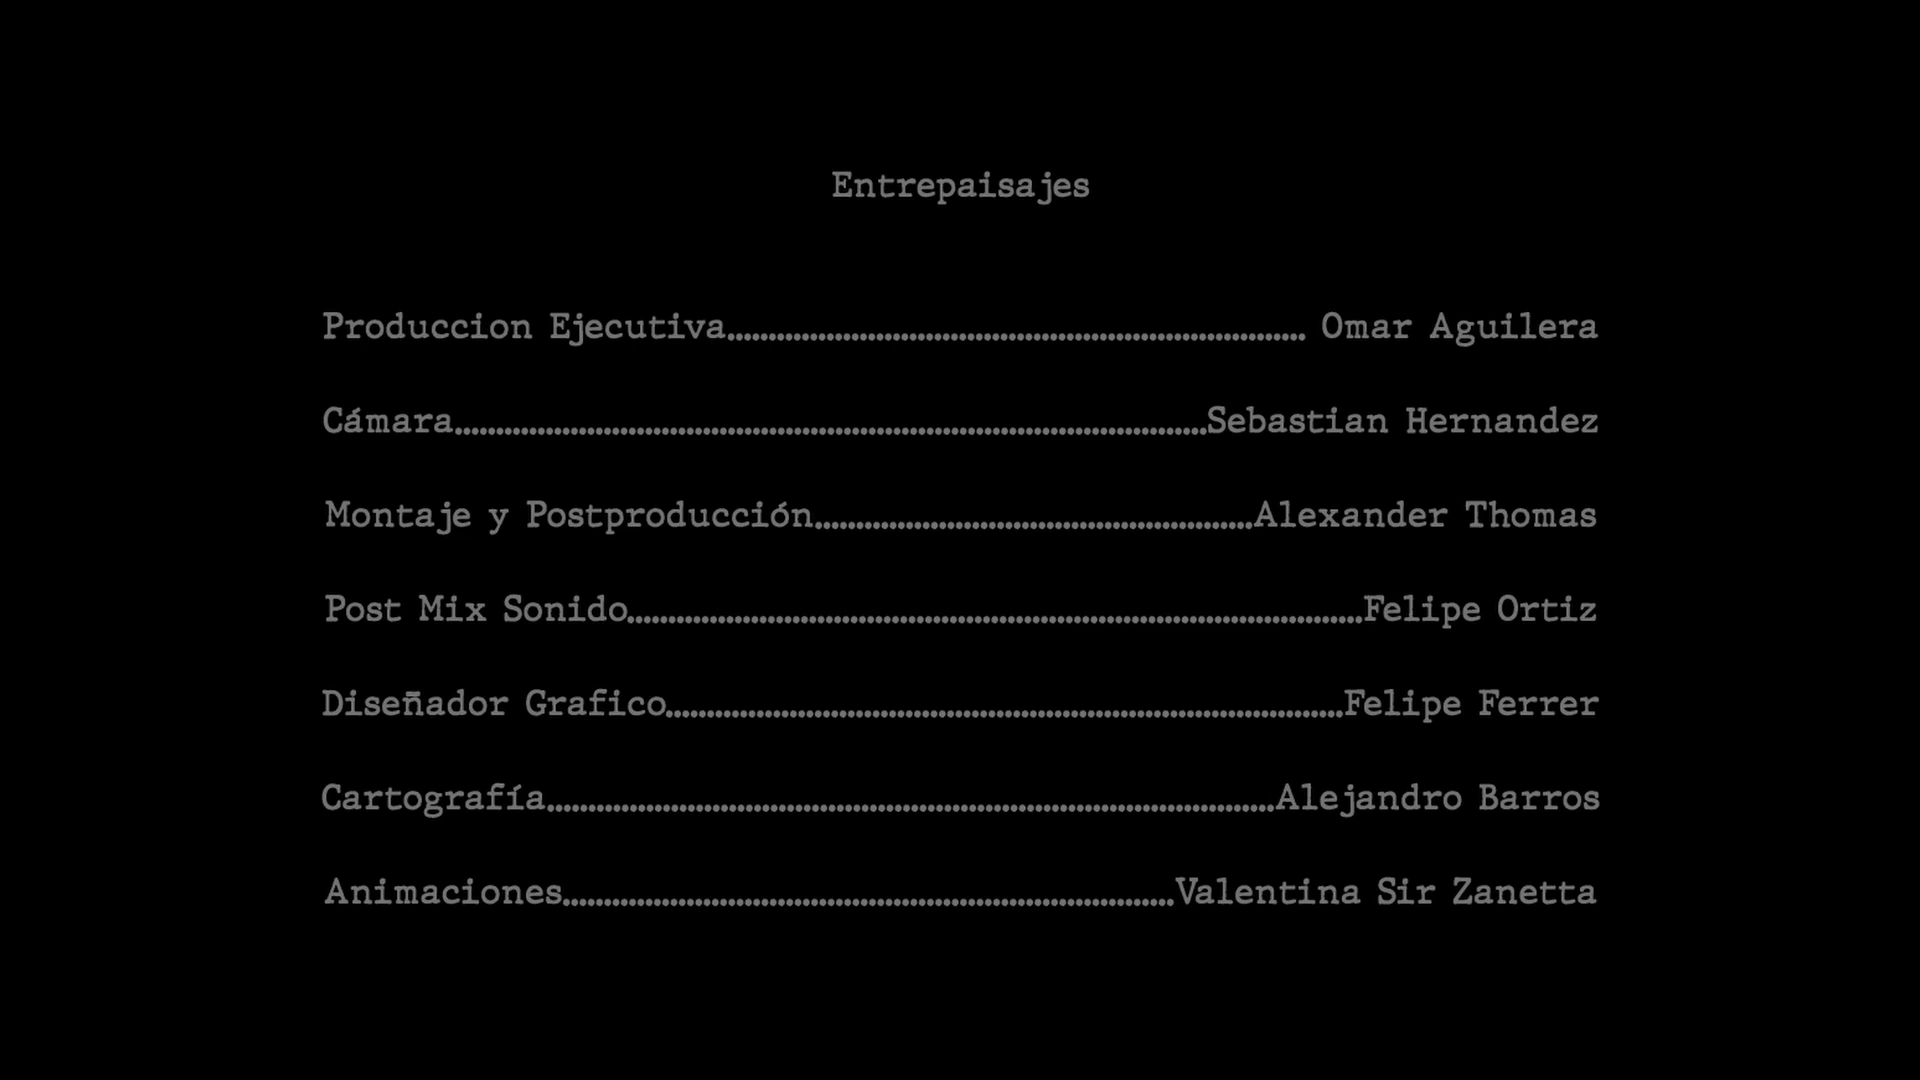 Entrepaisajes
Produccion Ejecutiva........................................................................ Omar Aguilera
Cámara..............................................................................................Sebastian Hernandez
Montaje y Postproducción......................................................Alexander Thomas
Post Mix Sonido...........................................................................................Felipe Ortiz
Diseñador Grafico....................................................................................Felipe Ferrer
Cartografía..........................................................................................Alejandro Barros
Animaciones............................................................................Valentina Sir Zanetta